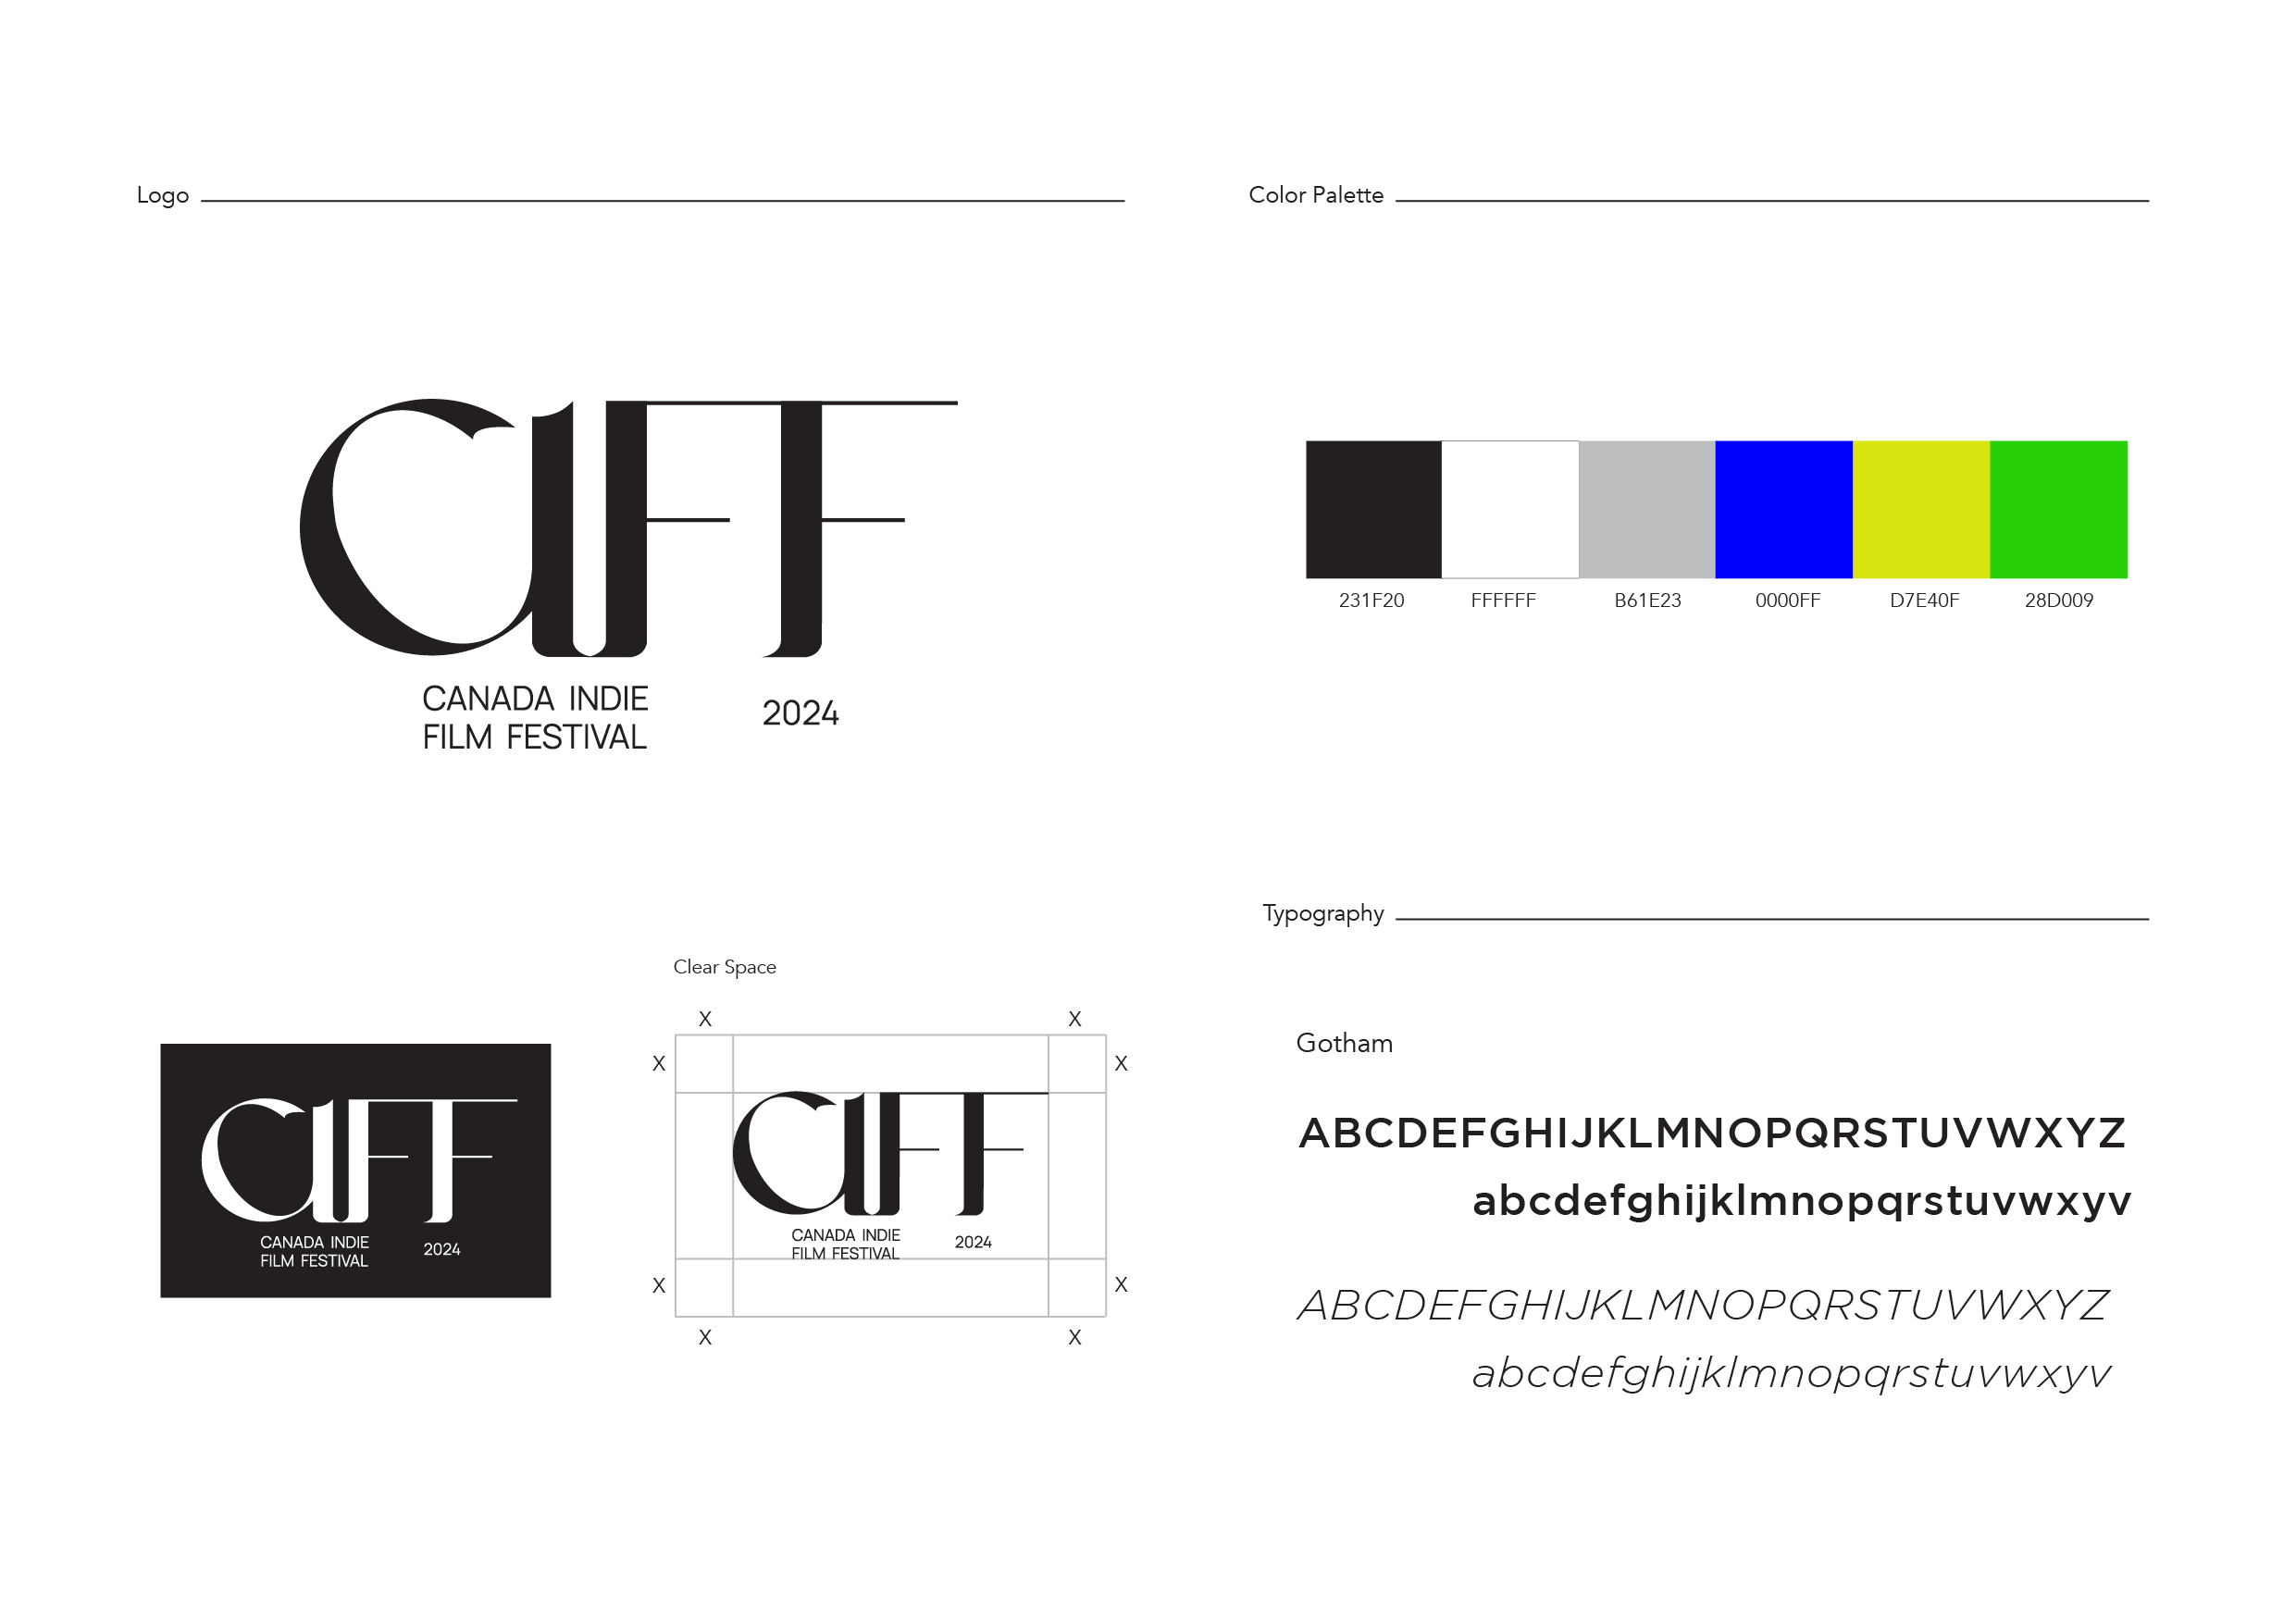 Logo
CIFF
CANADA INDIE
FILM FESTIVAL
2024
CIFF
CANADA INDIE
FILM FESTIVAL
2024
Clear Space
X X
X X
CIFF
CANADA INDIE
FILM FESTIVAL
2024
X X
X X
Color Palette
231F20 FFFFFF B61E23 0000FF D7E40F 28D009
Typography
Gotham
ABCDEFGHIJKLMNOPQRSTUVWXYZ
abcdefghijklmnopqrstuvwxyv
ABCDEFGHIJKLMNOPQRSTUVWXYZ
abcdefghijklmnopqrstuvwxyv